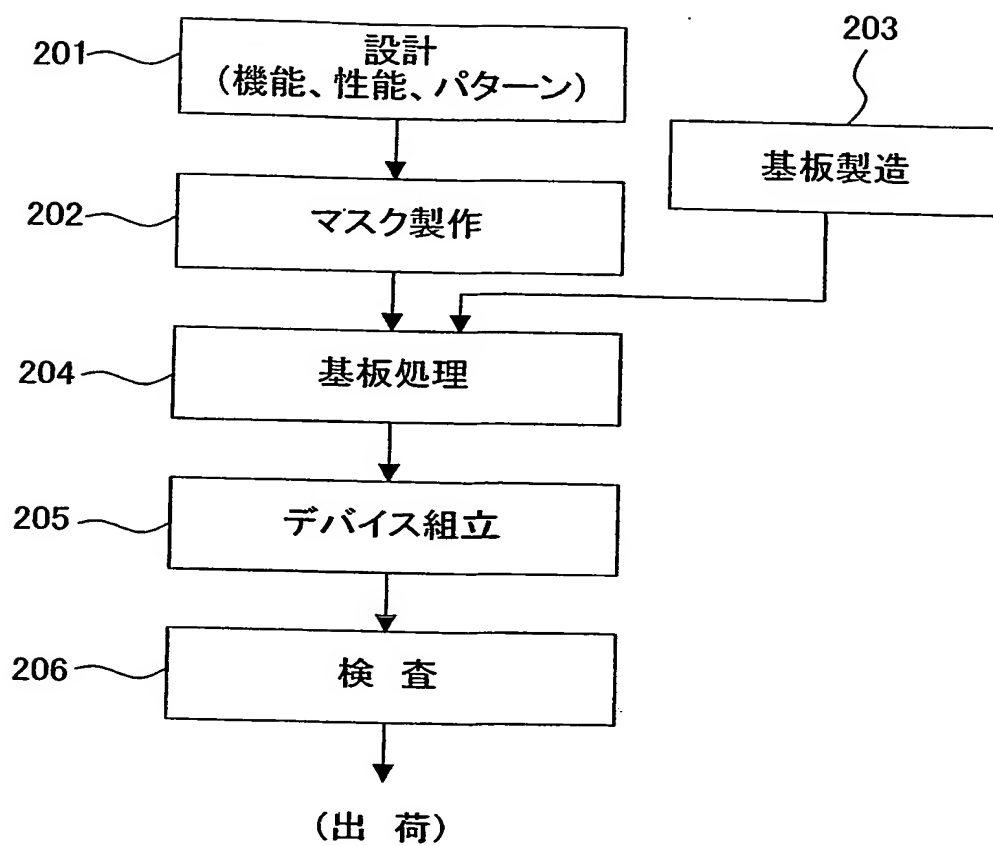 201
設計
(機能、性能、パターン)
203
基板製造
202
マスク製作
204
基板処理
205
デバイス組立
206
検 査
(出 荷)